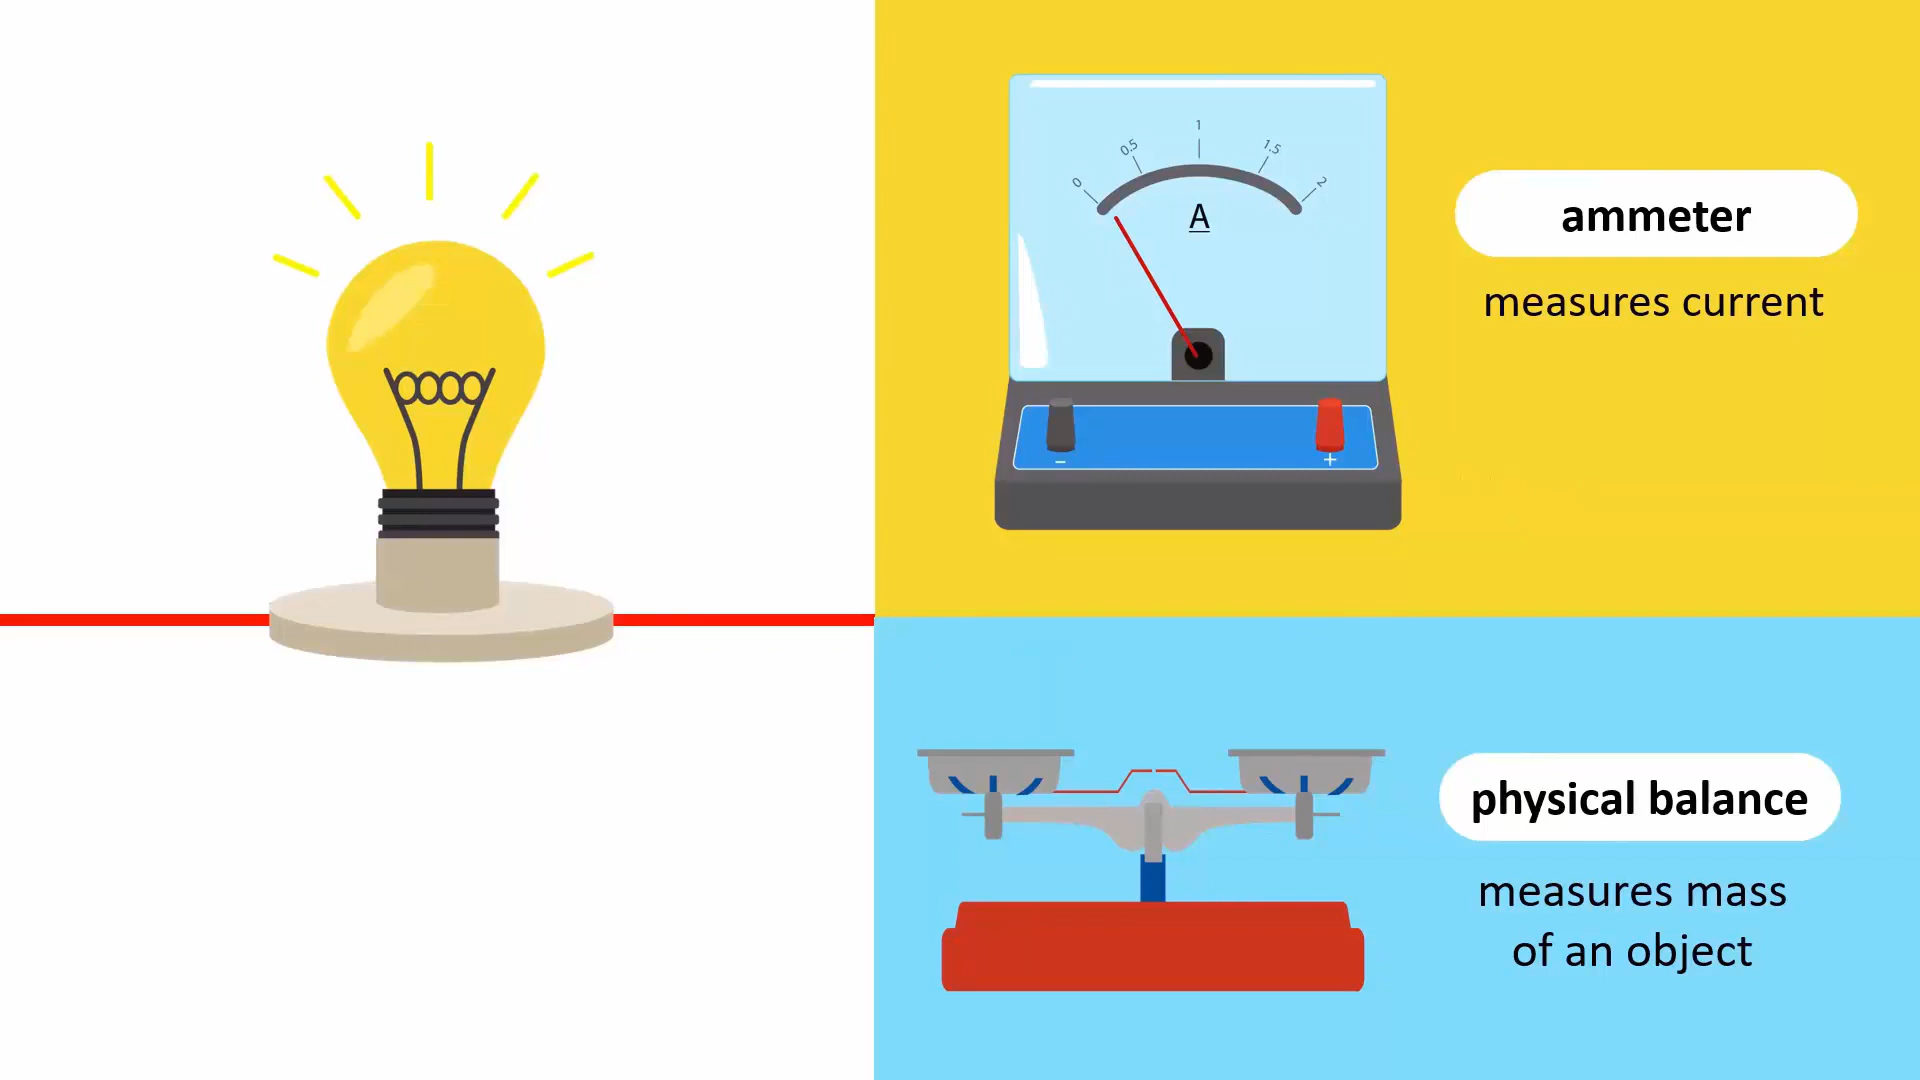 0
0.5
1
1.5
2
A
-
+
ammeter
measures current
physical balance
measures mass
of an object